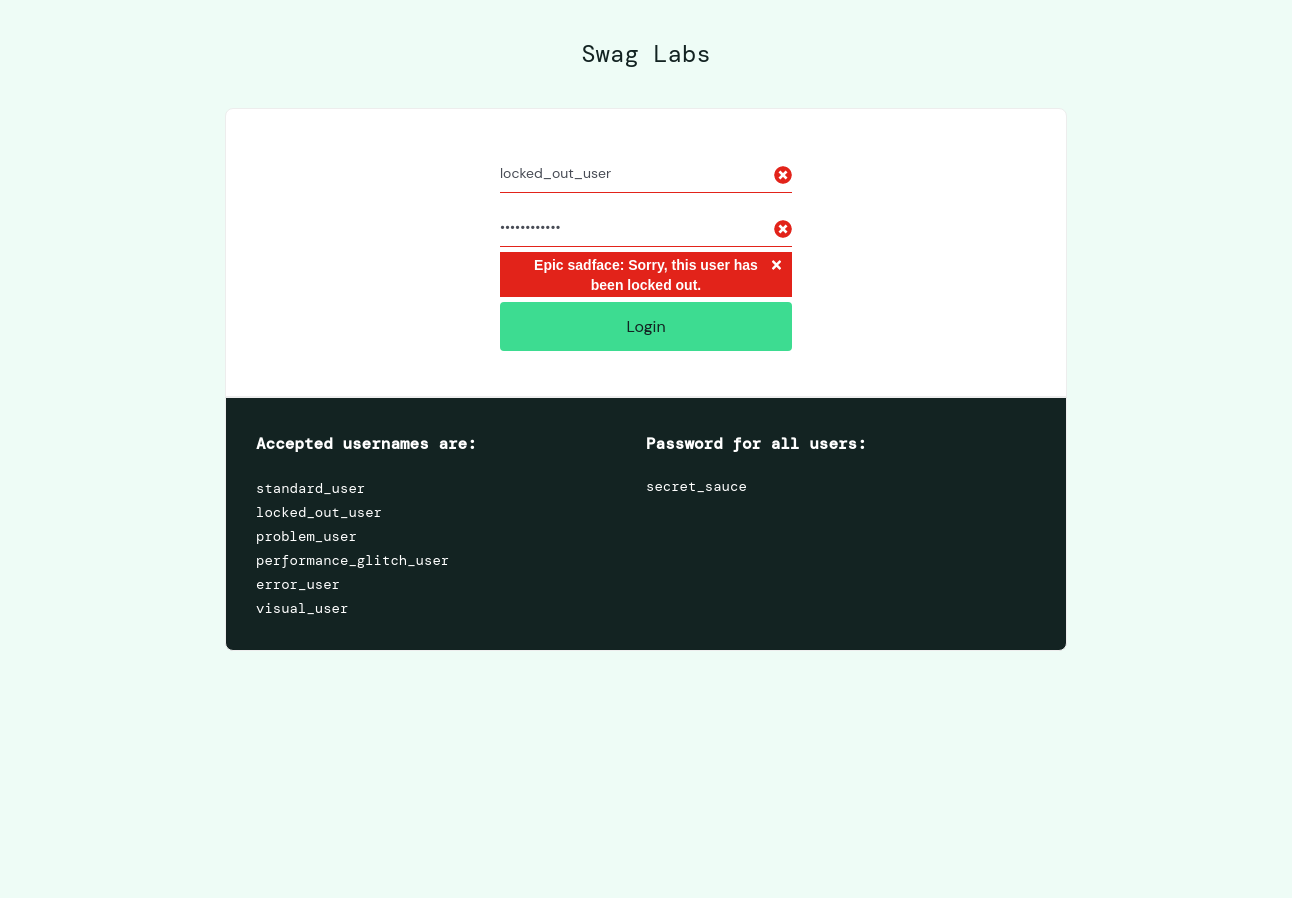 Swag Labs
locked_out_user
••••••••••••
Epic sadface: Sorry, this user has
been locked out.
Login
Accepted usernames are:
standard_user
locked_out_user
problem_user
performance_glitch_user
error_user
visual_user
Password for all users:
secret_sauce